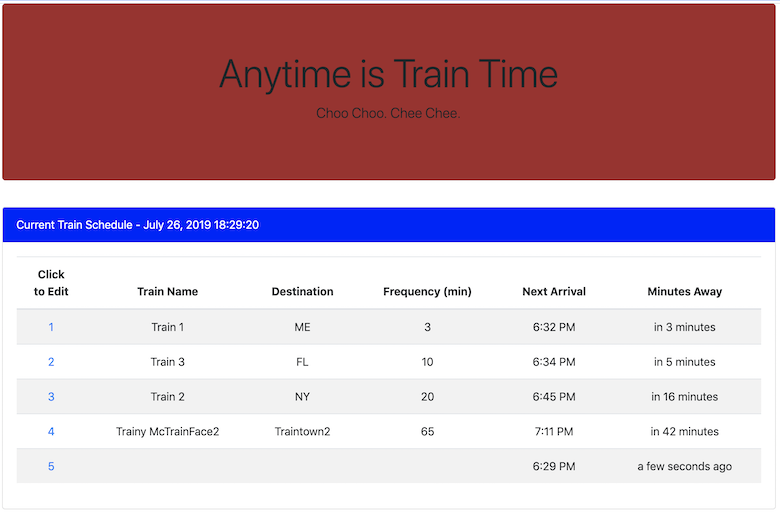 Anytime is Train Time
Choo Choo. Chee Chee.
Current Train Schedule - July 26, 2019 18:29:20
Click
to Edit Train Name Destination Frequency (min) Next Arrival Minutes Away
1 Train 1 ME 3 6:32 PM in 3 minutes
2 Train 3 FL 10 6:34 PM in 5 minutes
3 Train 2 NY 20 6:45 PM in 16 minutes
4 Trainy McTrainFace2 Traintown2 65 7:11 PM in 42 minutes
5 6:29 PM a few seconds ago